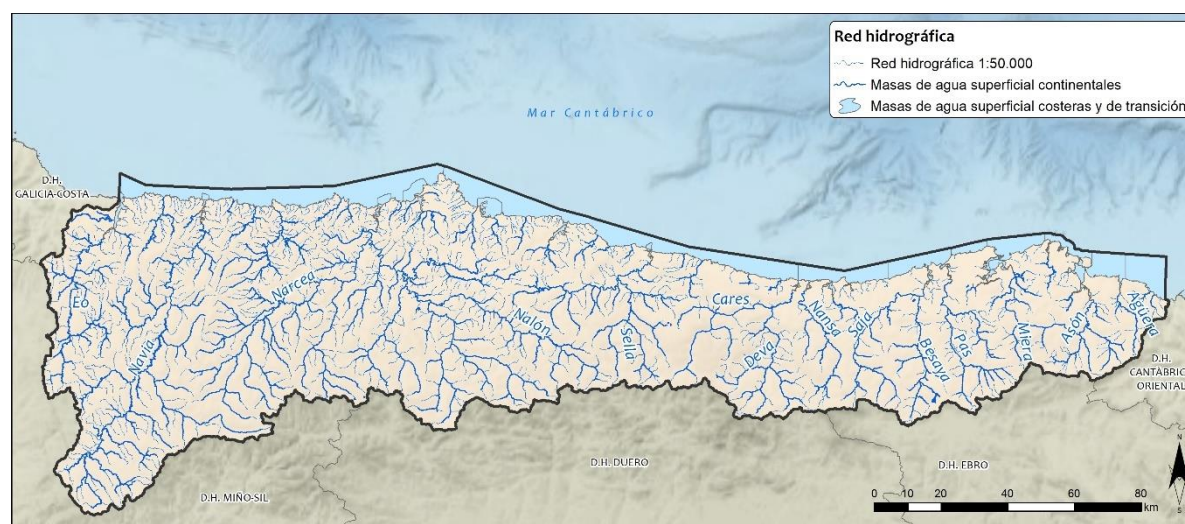 Red hidrográfica
Red hidrográfica 1:50.000
Masas de agua superficial continentales
Masas de agua superficial costeras y de transición
Mar Cantábrico
D.H.
GALICIA-COSTA
Eo
Navia
Narcea
Nalón
Sella
Cares
Deva
Nansa
Saja
Besaya
Pas
Miera
Asón
Agüera
D.H.
CANTÁBRICO
ORIENTAL
D.H. DUERO
D.H. EBRO
D.H. MIÑO-SIL
N
S
0 10 20 40 60 80
km